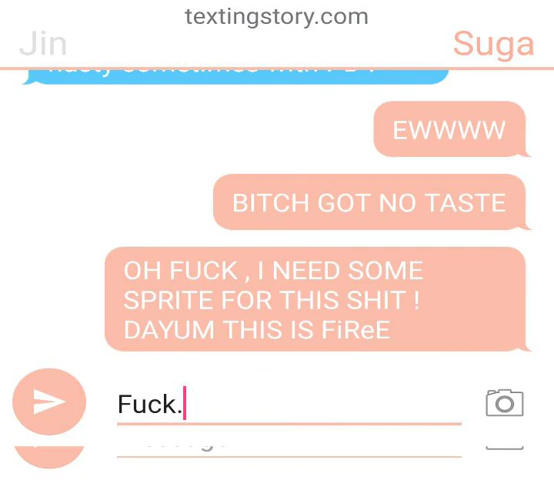 textingstory.com
Jin
Suga
EWWWW
BITCH GOT NO TASTE
OH FUCK , I NEED SOME
SPRITE FOR THIS SHIT !
DAYUM THIS IS FiReE
Fuck.